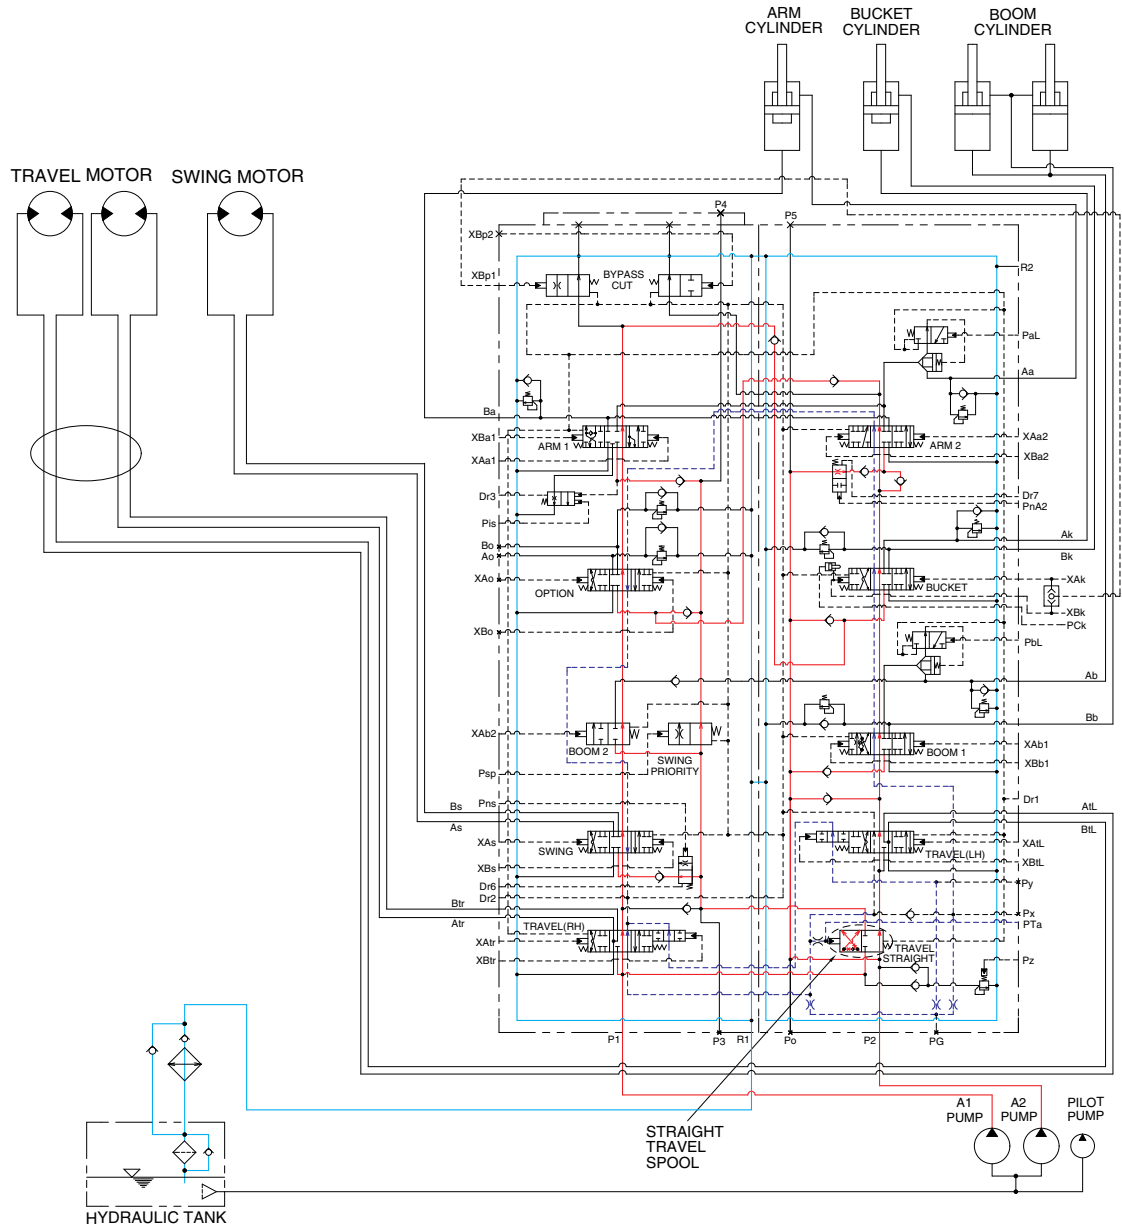 ARM
CYLINDER
BUCKET
CYLINDER
BOOM
CYLINDER
TRAVEL MOTOR
SWING MOTOR
P4
P5
XBp2
XBp1
BYPASS
CUT
R2
PaL
Aa
Ba
XBa1
XAa1
ARM 1
ARM 2
XAa2
XBa2
Dr3
Pis
Dr7
PnA2
Bo
Ao
Ak
Bk
XAo
OPTION
BUCKET
XAk
XBk
PCk
XBo
PbL
Ab
Bb
XAb2
BOOM 2
SWING
PRIORITY
BOOM 1
XAb1
XBb1
Psp
Pns
Dr1
Bs
As
AtL
BtL
XAs
SWING
TRAVEL(LH)
XAtL
XBtL
XBs
Dr6
Dr2
Py
Btr
Atr
Px
PTa
TRAVEL(RH)
XAtr
XBtr
TRAVEL
STRAIGHT
Pz
P1
P3
R1
Po
P2
PG
STRAIGHT
TRAVEL
SPOOL
A1
PUMP
A2
PUMP
PILOT
PUMP
HYDRAULIC TANK